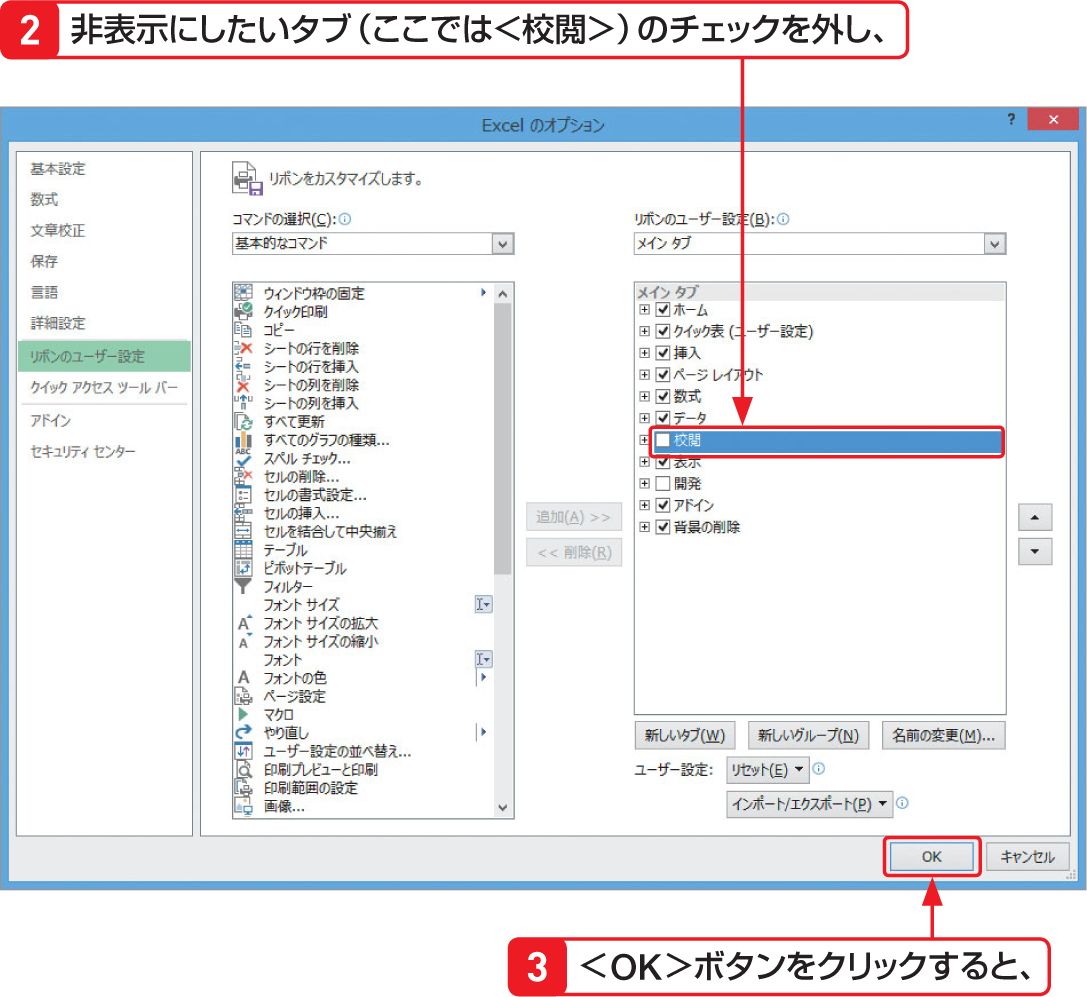 2 非表示にしたいタブ（ここでは＜校閲＞）のチェックを外し、
Excel のオプション
?
基本設定
数式
文章校正
保存
言語
詳細設定
リボンのユーザー設定
クイック アクセス ツール バー
アドイン
セキュリティ センター
リボンをカスタマイズします。
コマンドの選択(C):
基本的なコマンド
ウィンドウ枠の固定
クイック印刷
コピー
シートの行を削除
シートの行を挿入
シートの列を削除
シートの列を挿入
すべて更新
すべてのグラフの種類...
スペル チェック...
セルの削除...
セルの書式設定...
セルの挿入...
セルを結合して中央揃え
テーブル
ピボットテーブル
フィルター
フォント サイズ
フォント サイズの拡大
フォント サイズの縮小
フォント
フォントの色
ページ設定
マクロ
やり直し
ユーザー設定の並べ替え...
印刷プレビューと印刷
印刷範囲の設定
画像...
追加(A) >>
<< 削除(R)
リボンのユーザー設定(B):
メイン タブ
メイン タブ
ホーム
クイック表 (ユーザー設定)
挿入
ページ レイアウト
数式
データ
校閲
表示
開発
アドイン
背景の削除
新しいタブ(W)
新しいグループ(N)
名前の変更(M)...
ユーザー設定:
リセット(E)
インポート/エクスポート(P)
OK
キャンセル
3 ＜OK＞ボタンをクリックすると、